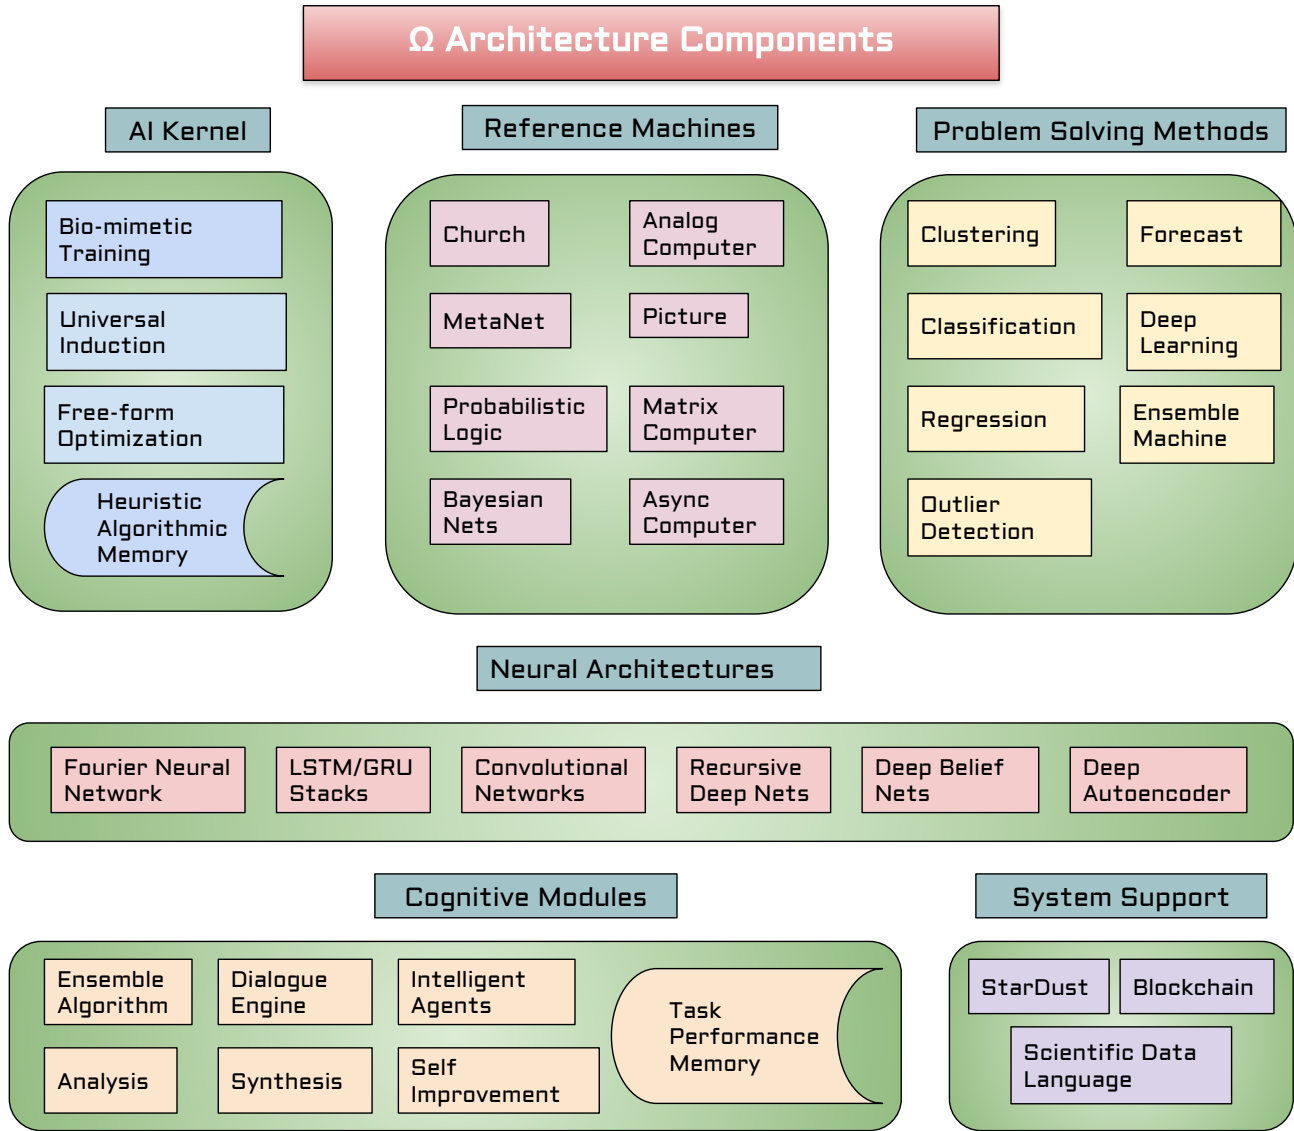 Ω Architecture Components
AI Kernel
Bio-mimetic
Training
Universal
Induction
Free-form
Optimization
Heuristic
Algorithmic
Memory
Reference Machines
Church
Analog
Computer
MetaNet
Picture
Probabilistic
Logic
Matrix
Computer
Bayesian
Nets
Async
Computer
Problem Solving Methods
Clustering
Forecast
Classification
Deep
Learning
Regression
Ensemble
Machine
Outlier
Detection
Neural Architectures
Fourier Neural
Network
LSTM/GRU
Stacks
Convolutional
Networks
Recursive
Deep Nets
Deep Belief
Nets
Deep
Autoencoder
Cognitive Modules
Ensemble
Algorithm
Dialogue
Engine
Intelligent
Agents
Analysis
Synthesis
Self
Improvement
Task
Performance
Memory
System Support
StarDust
Blockchain
Scientific Data
Language